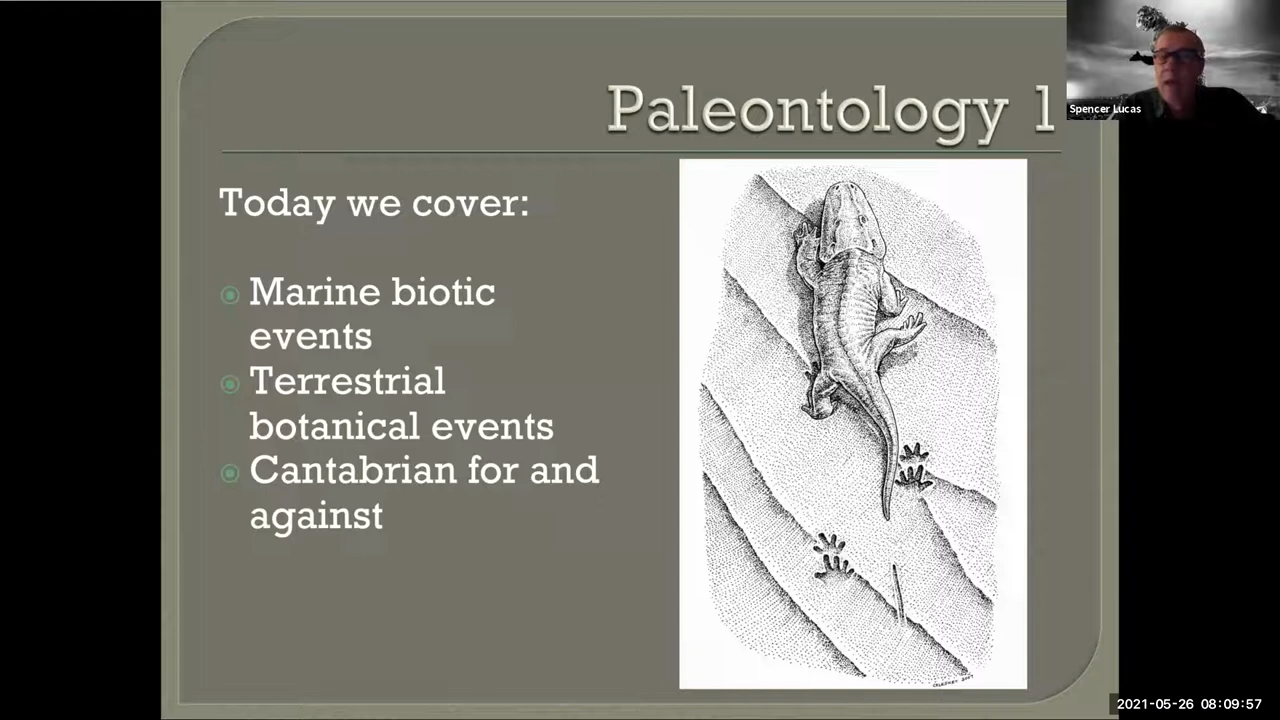 Paleontology 1
Spencer Lucas
Today we cover:
Marine biotic
events
Terrestrial
botanical events
Cantabrian for and
against
2021-05-26 08:09:57